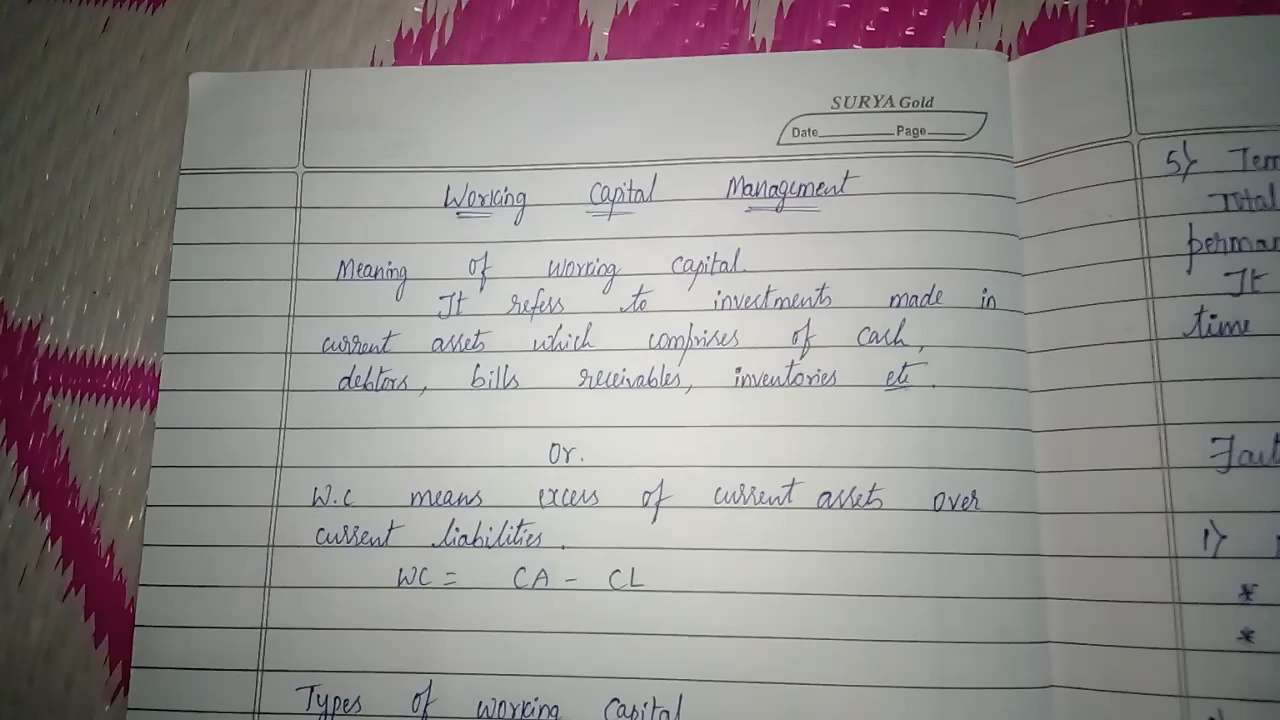 SURYA Gold
Date Page
Working Capital Management
Meaning of working capital.
It refers to investments made in
current assets which comprises of cash,
debtors, bills receivables, inventories etc.
Or.
W.C means excess of current assets over
current liabilities.
WC = CA - CL
Types of working capital
5) Tem
Total
perman
It
time
1)
*
*